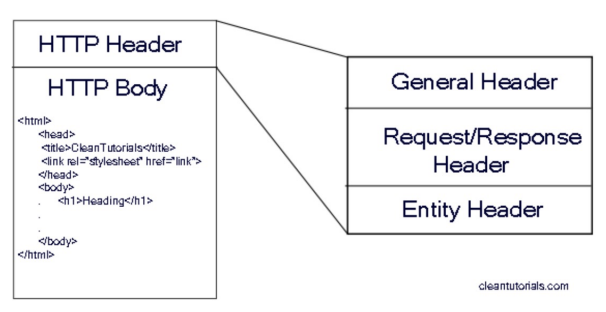 HTTP Header
HTTP Body
<html>
<head>
<title>CleanTutorials</title>
<link rel="stylesheet" href="link">
</head>
<body>
. <h1>Heading</h1>
.
.
</body>
</html>
General Header
Request/Response
Header
Entity Header
cleantutorials.com